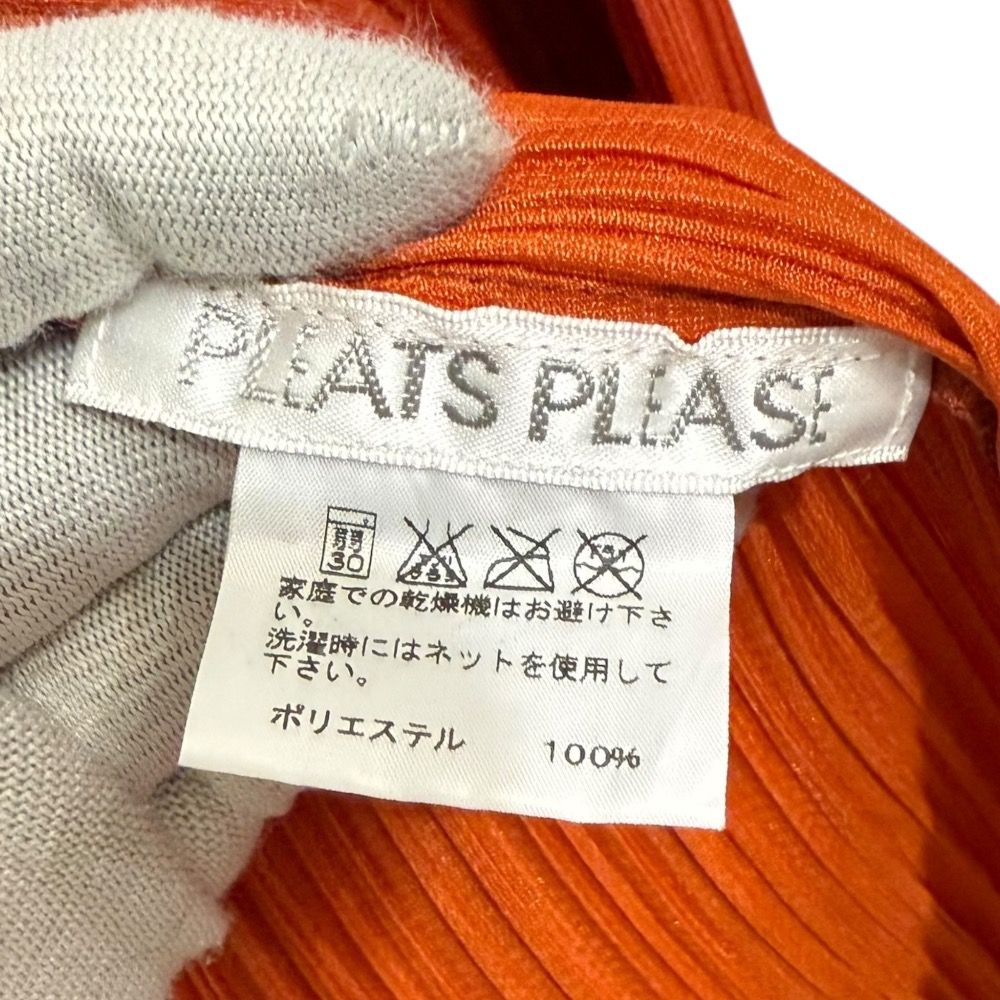 PLEATS PLEASE
弱
30
家庭での乾燥機はお避け下さ
い。
洗濯時にはネットを使用して
下さい。
ポリエステル 100%